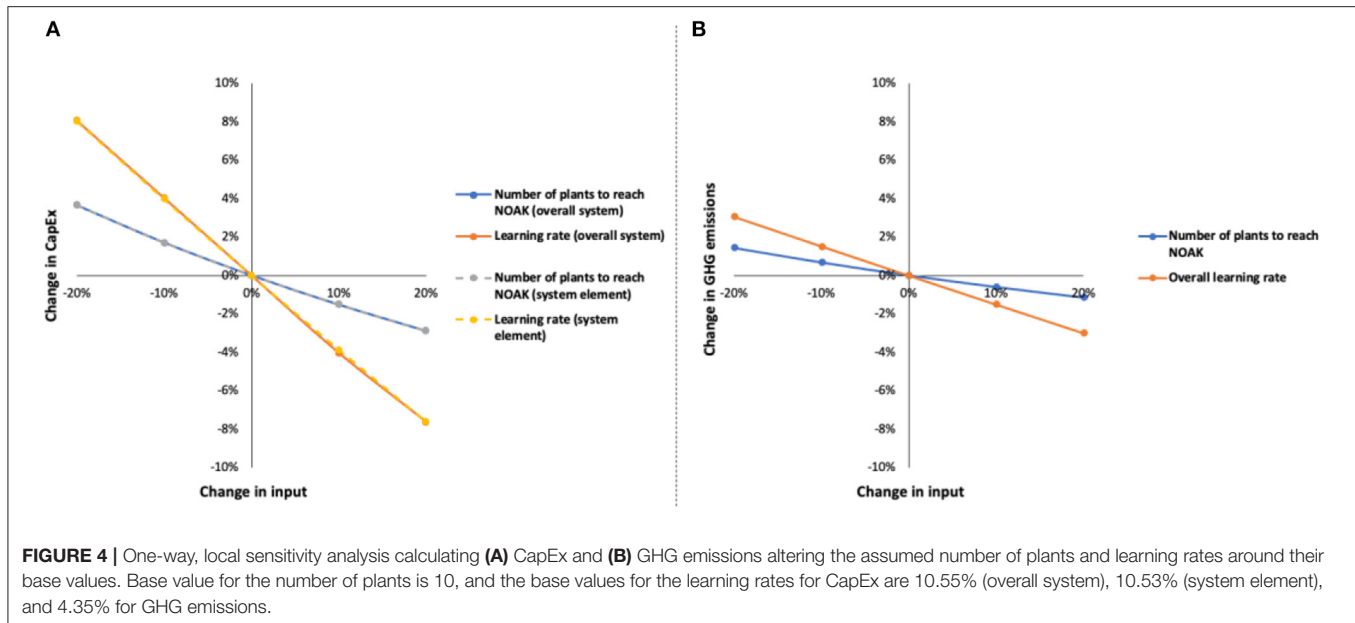 A
10%
8%
6%
4%
2%
0%
-2%
-4%
-6%
-8%
-10%
-20%
-10%
0%
10%
20%
Change in CapEx
Change in input
Number of plants to reach
NOAK (overall system)
Learning rate (overall system)
Number of plants to reach
NOAK (system element)
Learning rate (system
element)
B
10%
8%
6%
4%
2%
0%
-2%
-4%
-6%
-8%
-10%
-20%
-10%
0%
10%
20%
Change in GHG emissions
Change in input
Number of plants to reach
NOAK
Overall learning rate
FIGURE 4 | One-way, local sensitivity analysis calculating (A) CapEx and (B) GHG emissions altering the assumed number of plants and learning rates around their
base values. Base value for the number of plants is 10, and the base values for the learning rates for CapEx are 10.55% (overall system), 10.53% (system element),
and 4.35% for GHG emissions.